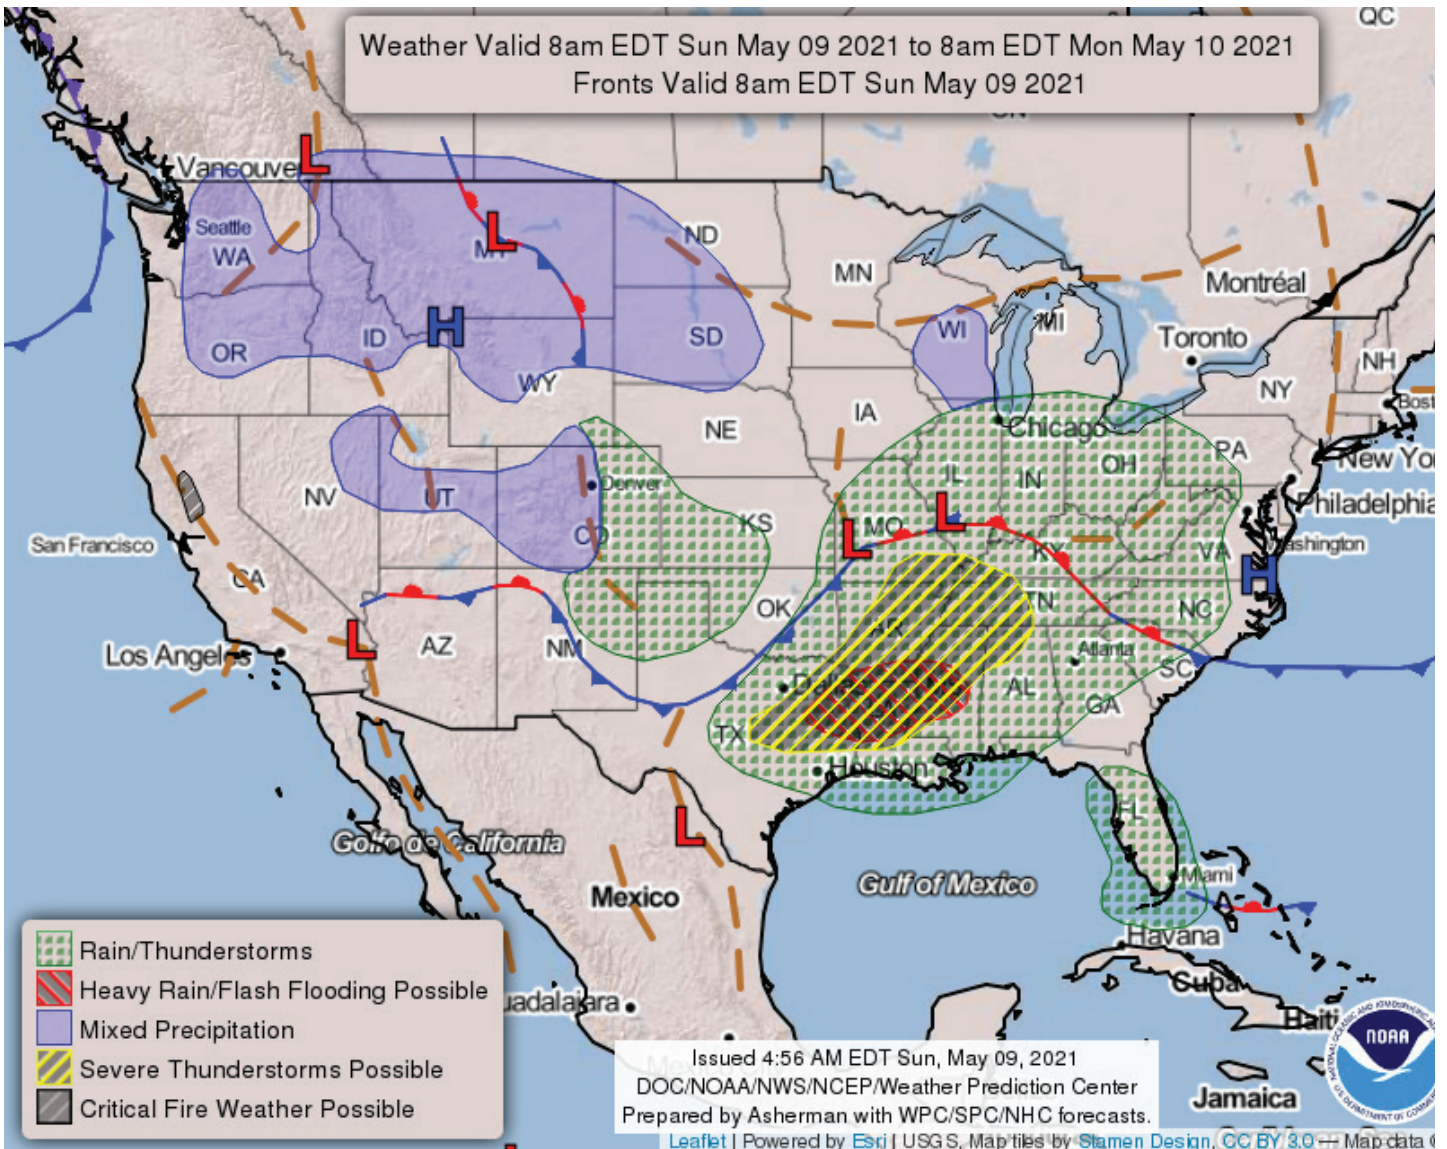 QC
Weather Valid 8am EDT Sun May 09 2021 to 8am EDT Mon May 10 2021
Fronts Valid 8am EDT Sun May 09 2021
ON
Vancouver
L
Seattle
WA
L
MT
ND
MN
Montréal
H
OR
ID
WY
SD
WI
MI
Toronto
NH
NY
Bost
IA
NE
Chicago
PA
New Yo
NV
UT
Denver
CO
KS
IL
IN
OH
Philadelphia
L
MO
L
KY
VA
Washington
H
San Francisco
CA
OK
TN
NC
L
Los Angeles
AZ
NM
AR
Atlanta
SC
Dallas
AL
GA
TX
Houston
FL
L
Golfo de California
Mexico
Gulf of Mexico
Miami
Havana
Cuba
Haiti
Jamaica
uadalajara
Mexico City
Rain/Thunderstorms
Heavy Rain/Flash Flooding Possible
Mixed Precipitation
Severe Thunderstorms Possible
Critical Fire Weather Possible
NOAA
Issued 4:56 AM EDT Sun, May 09, 2021
DOC/NOAA/NWS/NCEP/Weather Prediction Center
Prepared by Asherman with WPC/SPC/NHC forecasts.
Leaflet | Powered by Esri | USGS, Map tiles by Stamen Design, CC BY 3.0 — Map data ©